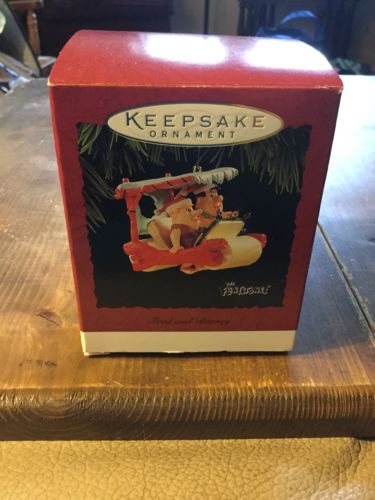 KEEPSAKE
ORNAMENT
THE
FLINTSTONES
Fred and Barney